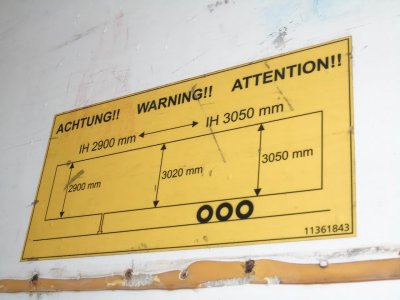 ACHTUNG!! WARNING!! ATTENTION!!
IH 2900 mm IH 3050 mm
2900 mm 3020 mm 3050 mm
11361843